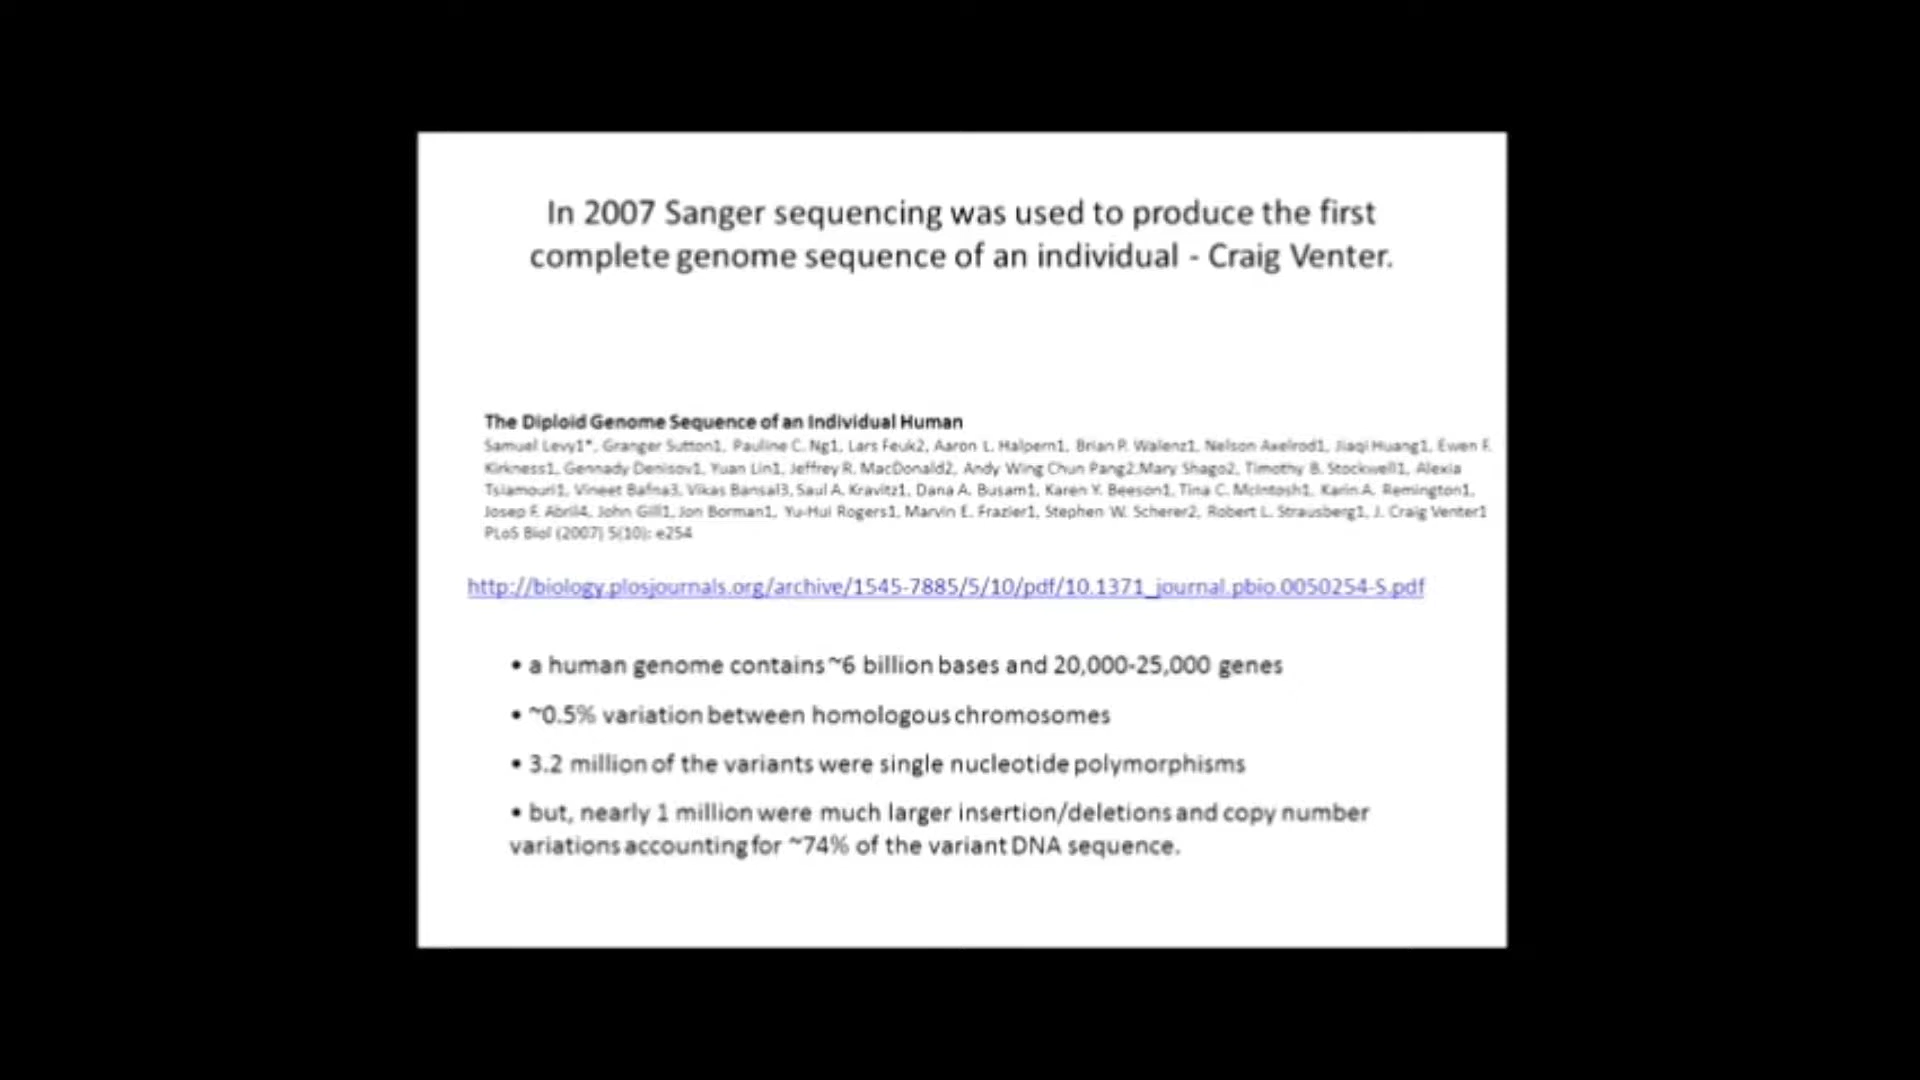 In 2007 Sanger sequencing was used to produce the first
complete genome sequence of an individual - Craig Venter.
The Diploid Genome Sequence of an Individual Human
Samuel Levy1*, Granger Sutton1, Pauline C. Ng1, Lars Feuk2, Aaron L. Halpern1, Brian P. Walenz1, Nelson Axelrod1, Jiaqi Huang1, Ewen F.
Kirkness1, Gennady Denisov1, Yuan Lin1, Jeffrey R. MacDonald2, Andy Wing Chun Pang2,Mary Shago2, Timothy B. Stockwell1, Alexia
Tsiamouri1, Vineet Bafna3, Vikas Bansal3, Saul A. Kravitz1, Dana A. Busam1, Karen Y. Beeson1, Tina C. McIntosh1, Karin A. Remington1,
Josep F. Abril4, John Gill1, Jon Borman1, Yu-Hui Rogers1, Marvin E. Frazier1, Stephen W. Scherer2, Robert L. Strausberg1, J. Craig Venter1
PLoS Biol (2007) 5(10): e254
http://biology.plosjournals.org/archive/1545-7885/5/10/pdf/10.1371_journal.pbio.0050254-S.pdf
• a human genome contains ~6 billion bases and 20,000-25,000 genes
• ~0.5% variation between homologous chromosomes
• 3.2 million of the variants were single nucleotide polymorphisms
• but, nearly 1 million were much larger insertion/deletions and copy number
variations accounting for ~74% of the variant DNA sequence.